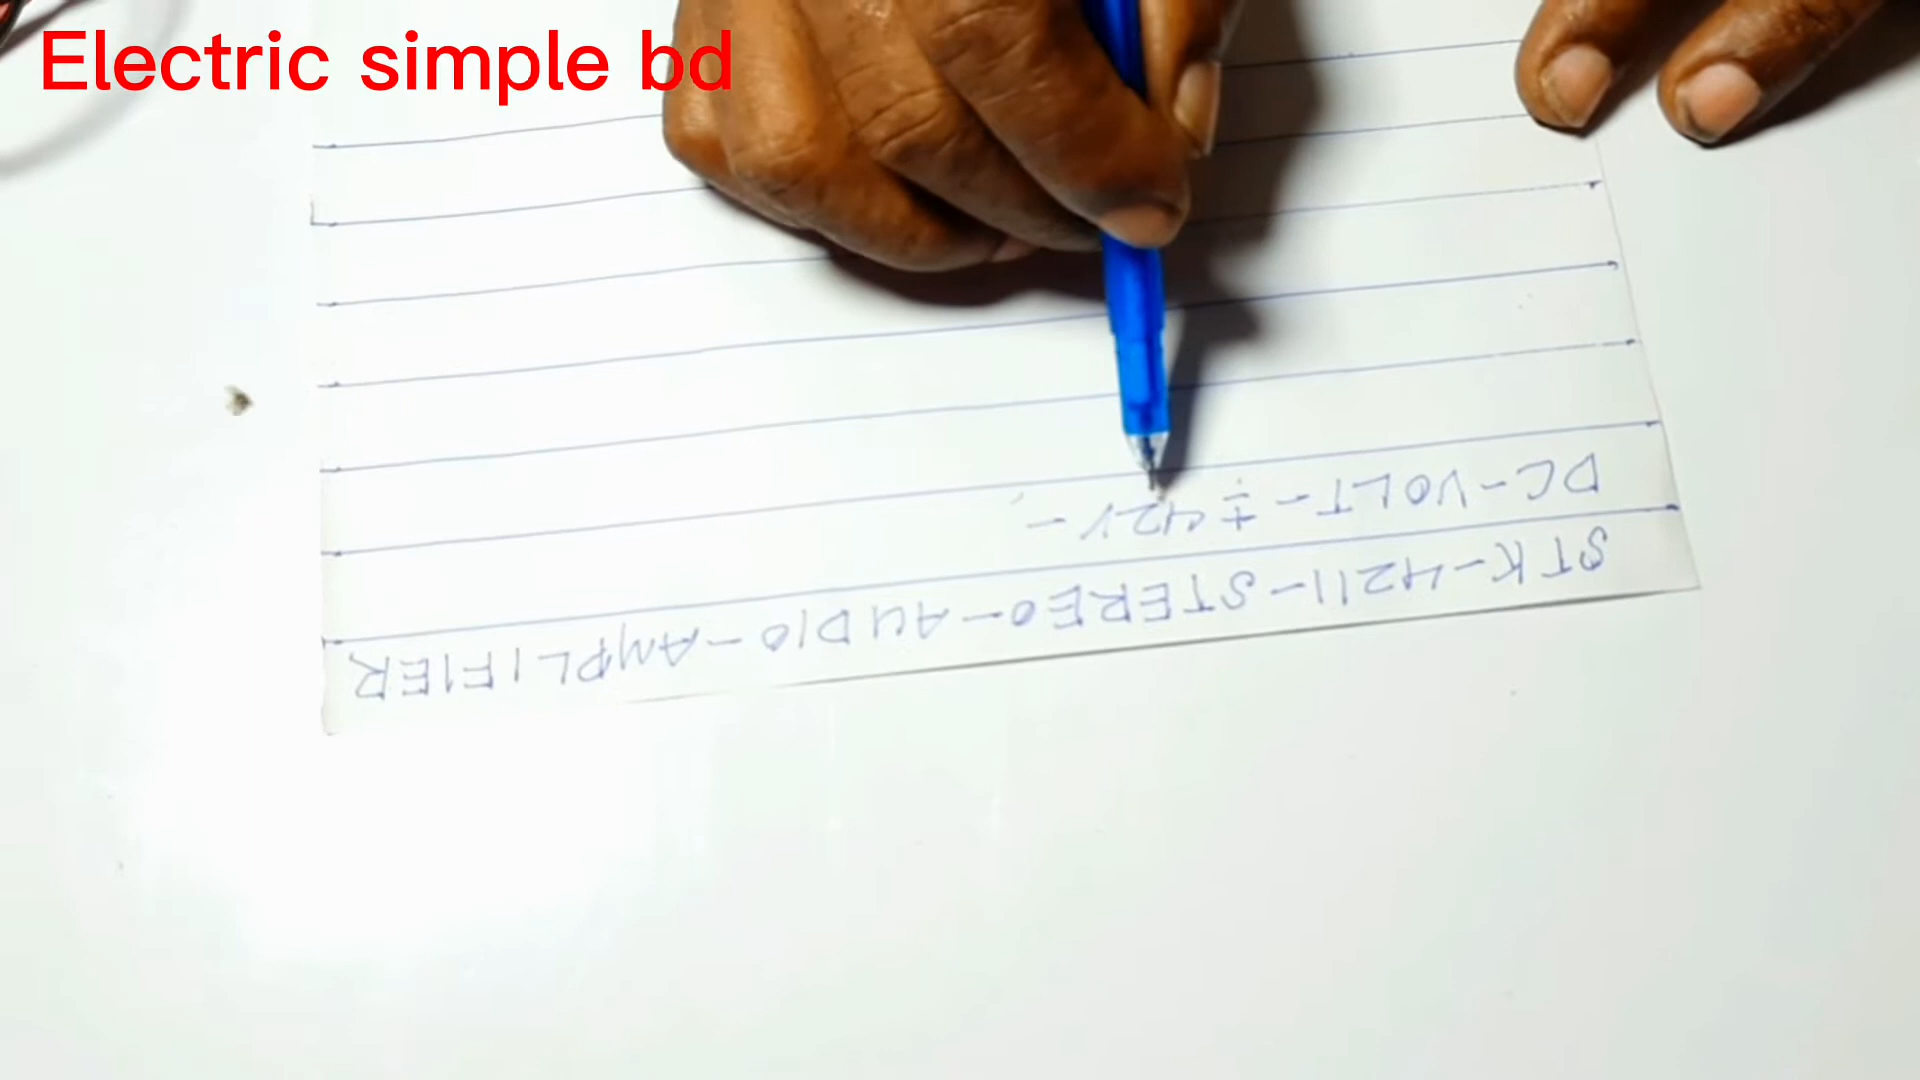 Electric simple bd
STK-4211-STEREO-AUDIO-AMPLIFIER
DC-VOLT-±42V-